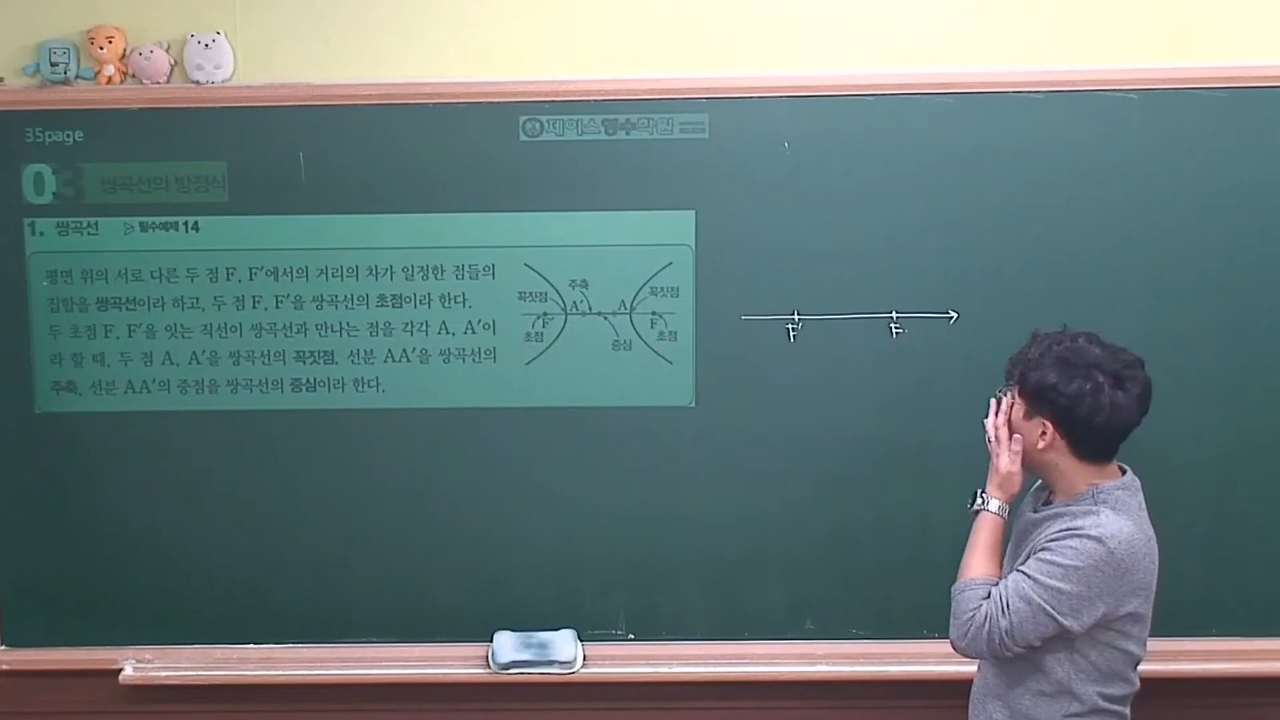 35page
제이스영수학원
03 쌍곡선의 방정식
1. 쌍곡선 ▷ 필수예제 14
평면 위의 서로 다른 두 점 F, F′에서의 거리의 차가 일정한 점들의
집합을 쌍곡선이라 하고, 두 점 F, F′을 쌍곡선의 초점이라 한다.
두 초점 F, F′을 잇는 직선이 쌍곡선과 만나는 점을 각각 A, A′이
라 할 때, 두 점 A, A′을 쌍곡선의 꼭짓점, 선분 AA′을 쌍곡선의
주축, 선분 AA′의 중점을 쌍곡선의 중심이라 한다.
주축
꼭짓점 A′ A 꼭짓점
F′ F
초점 중심 초점
F′ F